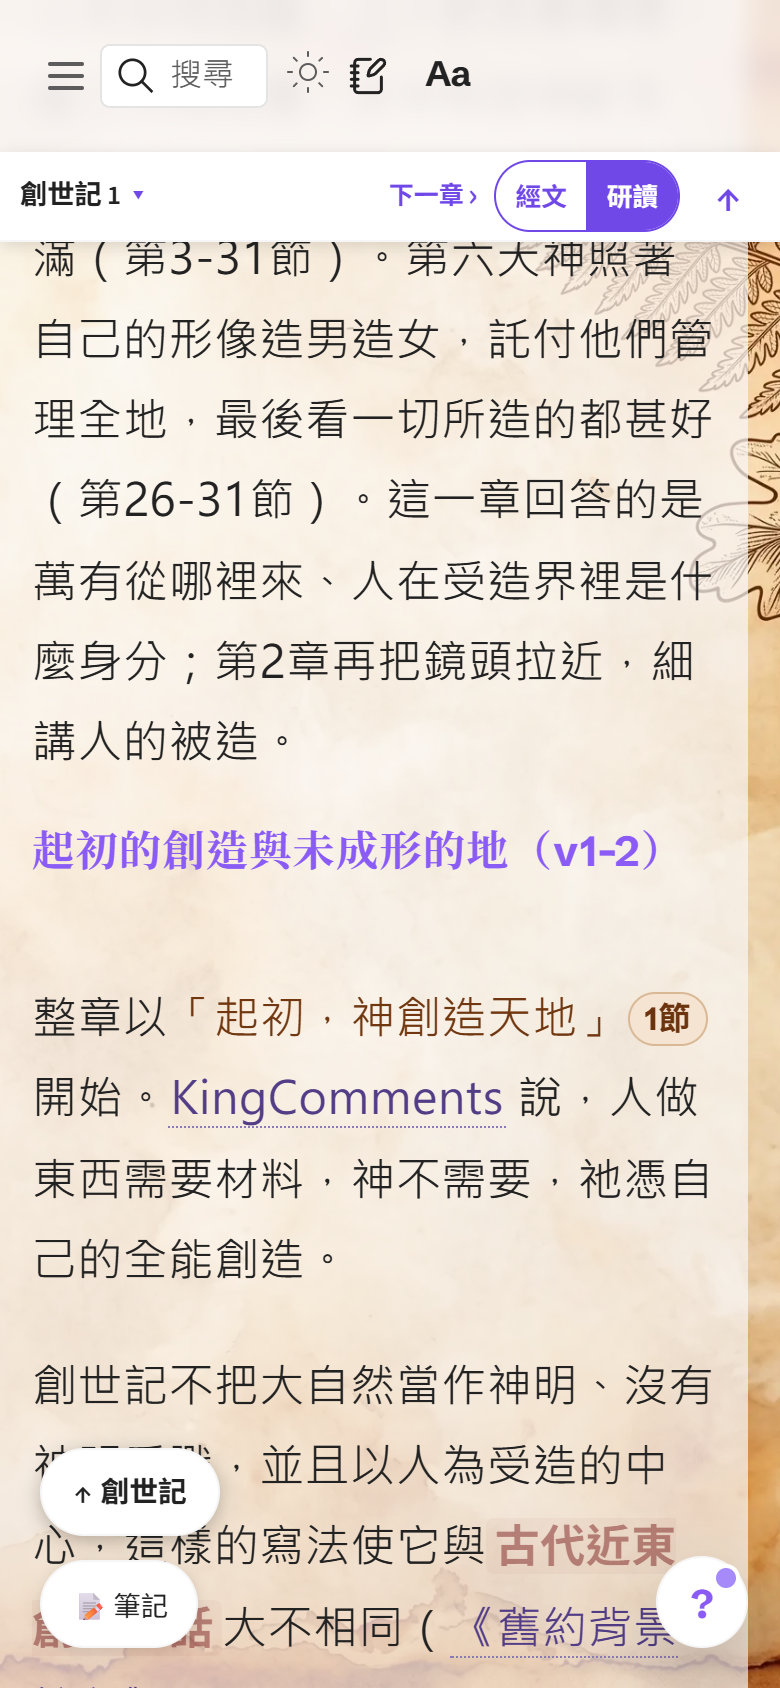 搜尋 Aa
創世記 1 ▼ 下一章 › 經文 研讀 ↑
滿（第3-31節）。第六天神照著
自己的形像造男造女，託付他們管
理全地，最後看一切所造的都甚好
（第26-31節）。這一章回答的是
萬有從哪裡來、人在受造界裡是什
麼身分；第2章再把鏡頭拉近，細
講人的被造。
起初的創造與未成形的地（v1-2）
整章以「起初，神創造天地」 1節
開始。KingComments 說，人做
東西需要材料，神不需要，祂憑自
己的全能創造。
創世記不把大自然當作神明、沒有
，並且以人為受造的中
↑ 創世記
心，這樣的寫法使它與 古代近東
話 大不相同（《舊約背景
筆記
?